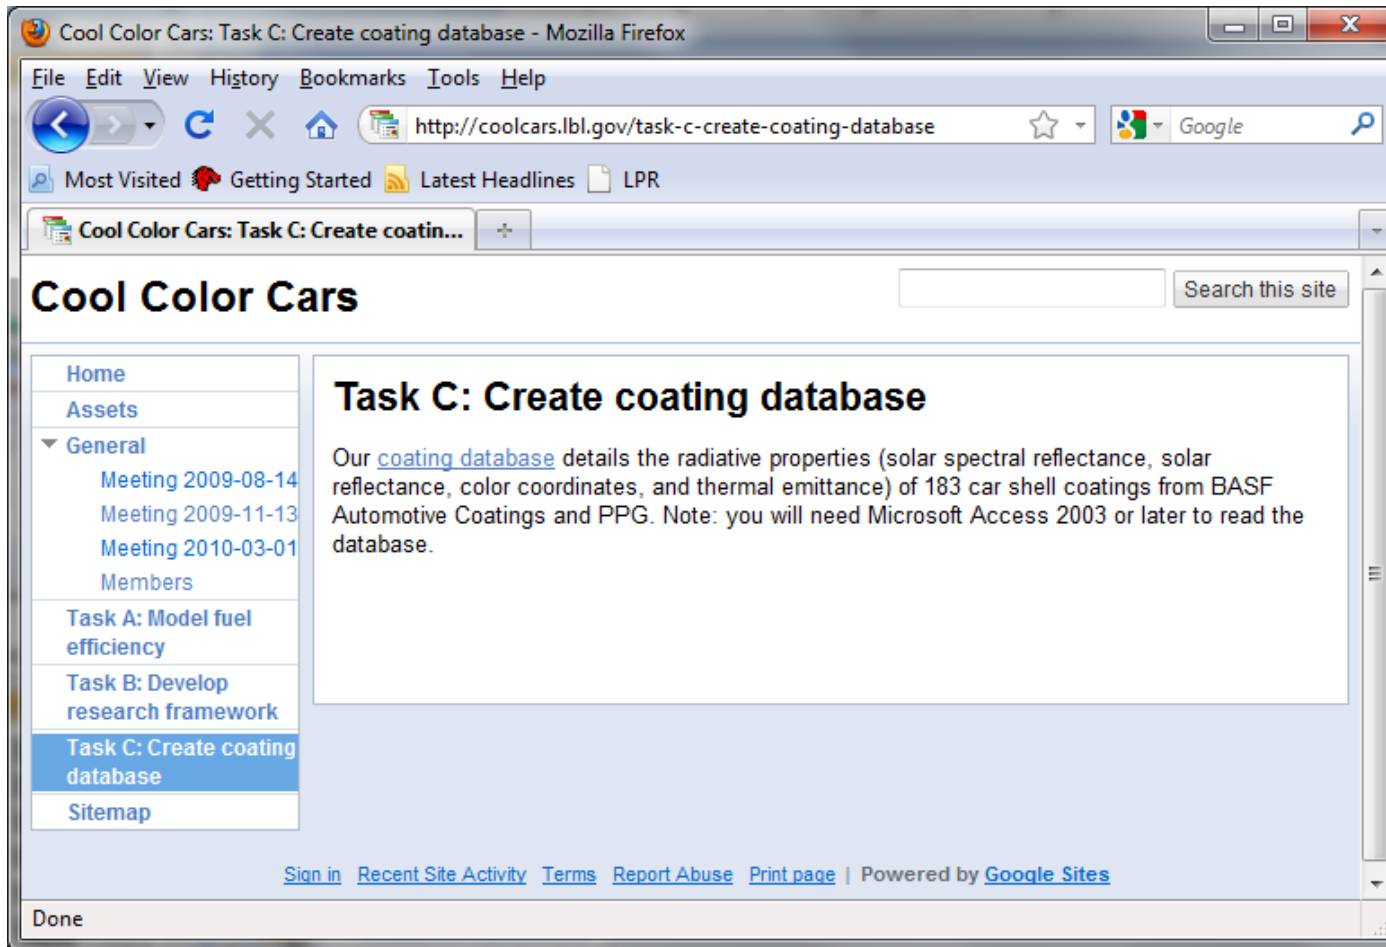 Cool Color Cars: Task C: Create coating database - Mozilla Firefox
File Edit View History Bookmarks Tools Help
http://coolcars.lbl.gov/task-c-create-coating-database Google
Most Visited Getting Started Latest Headlines LPR
Cool Color Cars: Task C: Create coatin...
Cool Color Cars
Search this site
Home
Assets
General
Meeting 2009-08-14
Meeting 2009-11-13
Meeting 2010-03-01
Members
Task A: Model fuel
efficiency
Task B: Develop
research framework
Task C: Create coating
database
Sitemap
Task C: Create coating database
Our coating database details the radiative properties (solar spectral reflectance, solar
reflectance, color coordinates, and thermal emittance) of 183 car shell coatings from BASF
Automotive Coatings and PPG. Note: you will need Microsoft Access 2003 or later to read the
database.
Sign in Recent Site Activity Terms Report Abuse Print page | Powered by Google Sites
Done